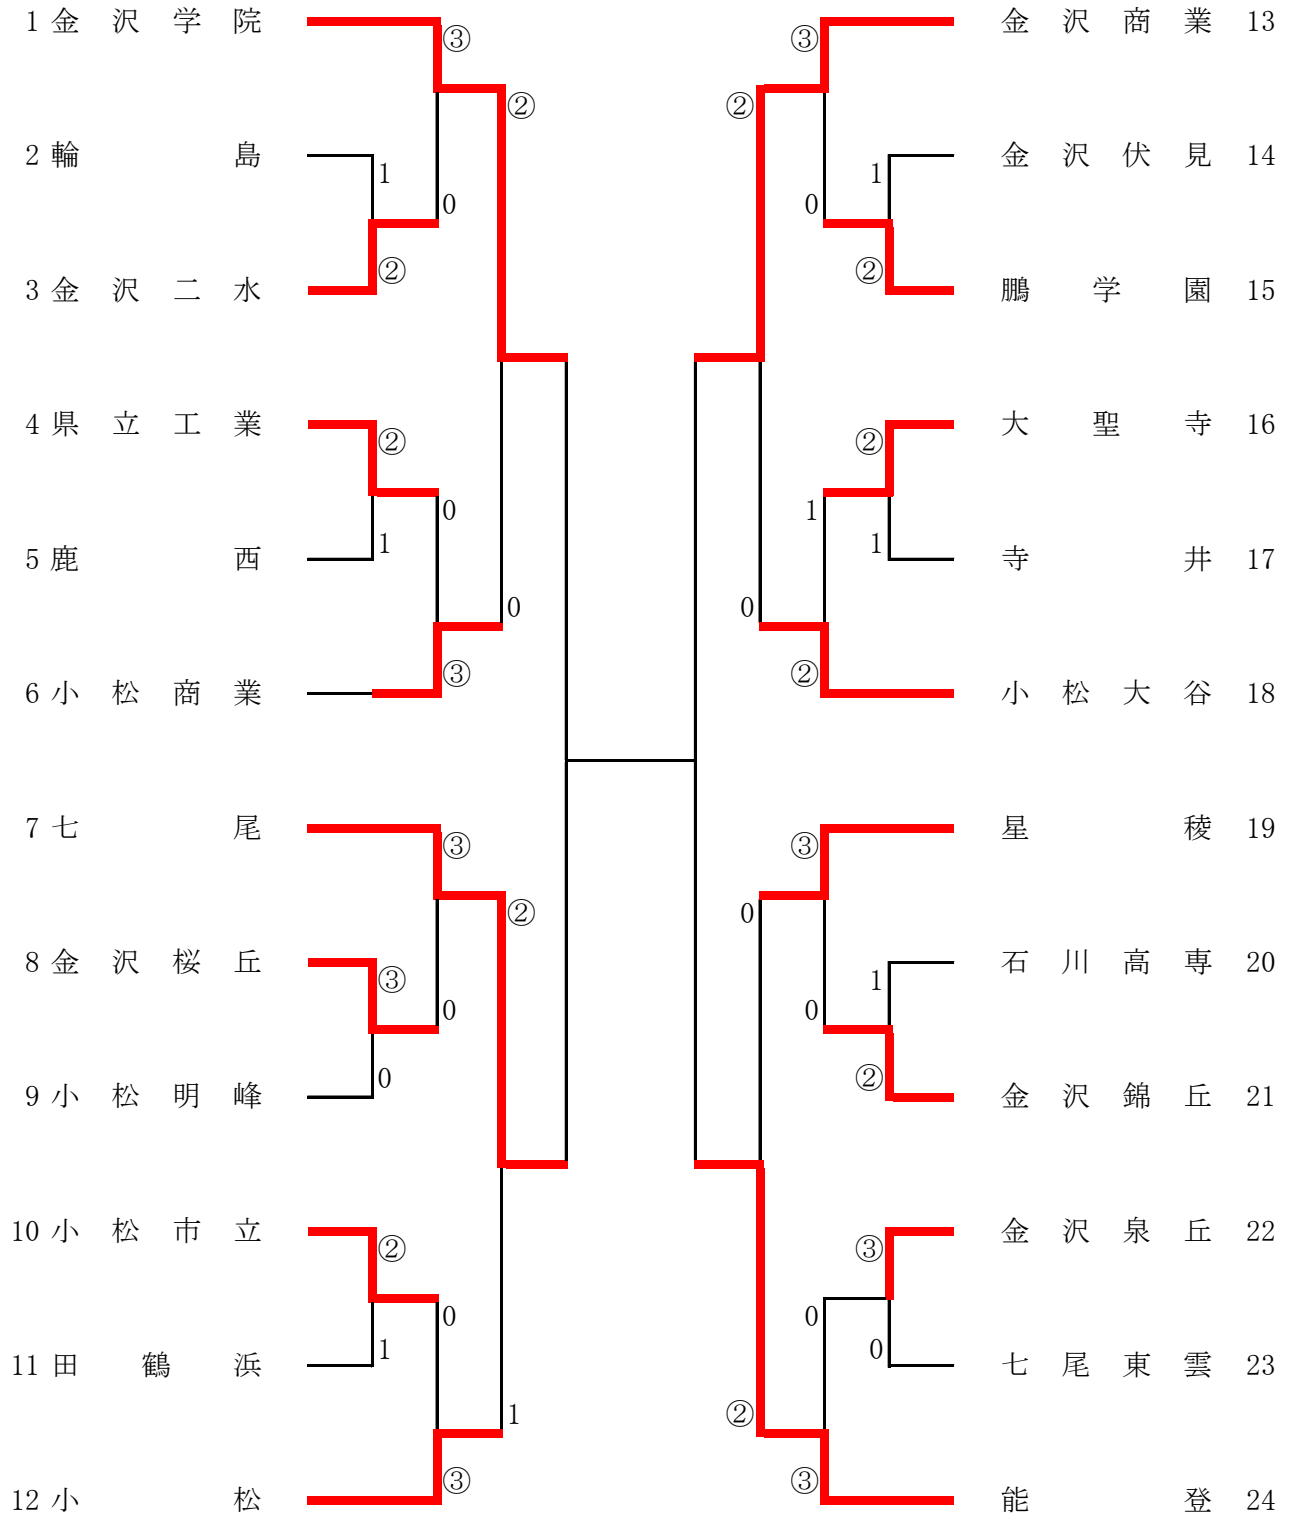 1 金沢学院 ③ ③ 金沢商業 13
② ②
2 輪島 1 1 金沢伏見 14
0 0
3 金沢二水 ② ② 鵬学園 15
4 県立工業 ② ② 大聖寺 16
0 1
5 鹿西 1 1 寺井 17
0 0
6 小松商業 ③ ② 小松大谷 18
7 七尾 ③ ③ 星稜 19
② 0
8 金沢桜丘 ③ 1 石川高専 20
0 0
9 小松明峰 0 ② 金沢錦丘 21
10 小松市立 ② ③ 金沢泉丘 22
0 0
11 田鶴浜 1 0 七尾東雲 23
1 ②
12 小松 ③ ③ 能登 24